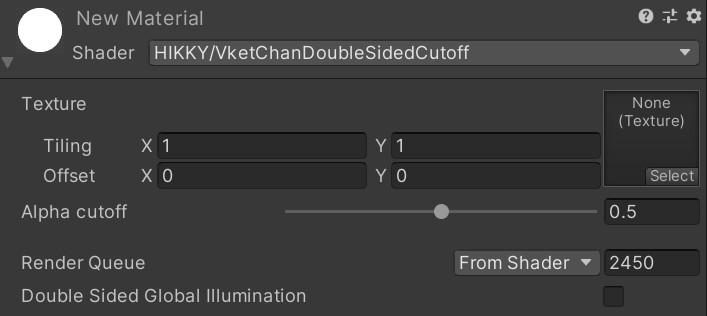 New Material
Shader HIKKY/VketChanDoubleSidedCutoff
Texture
None
(Texture)
Tiling X 1 Y 1
Offset X 0 Y 0
Select
Alpha cutoff 0.5
Render Queue From Shader 2450
Double Sided Global Illumination